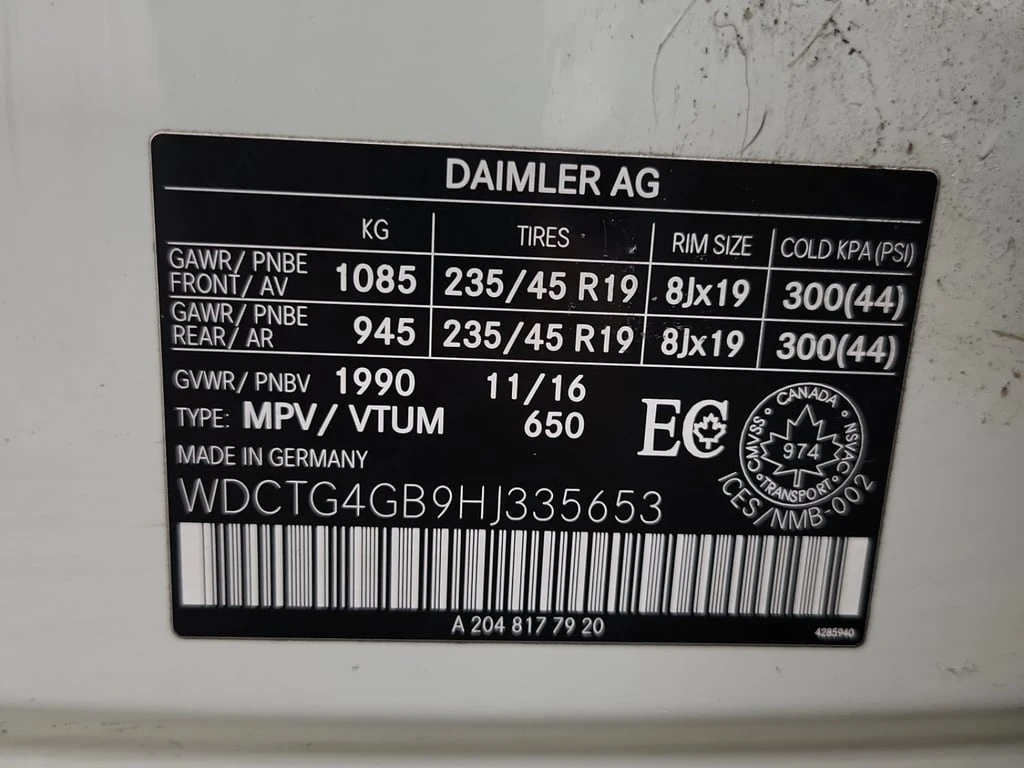 DAIMLER AG
KG TIRES RIM SIZE COLD KPA (PSI)
GAWR/ PNBE FRONT/ AV 1085 235/45 R19 8Jx19 300(44)
GAWR/ PNBE REAR/ AR 945 235/45 R19 8Jx19 300(44)
GVWR/ PNBV 1990 11/16
TYPE: MPV/ VTUM 650
MADE IN GERMANY
WDCTG4GB9HJ335653
EC
CANADA
CMVSS 974 NSVAC
TRANSPORT
ICES/NMB-002
A 204 817 79 20
4285940